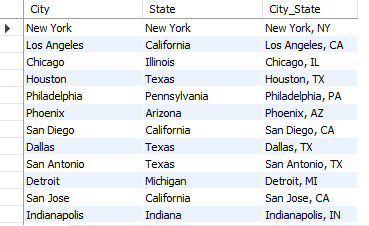 City State City_State
New York New York New York, NY
Los Angeles California Los Angeles, CA
Chicago Illinois Chicago, IL
Houston Texas Houston, TX
Philadelphia Pennsylvania Philadelphia, PA
Phoenix Arizona Phoenix, AZ
San Diego California San Diego, CA
Dallas Texas Dallas, TX
San Antonio Texas San Antonio, TX
Detroit Michigan Detroit, MI
San Jose California San Jose, CA
Indianapolis Indiana Indianapolis, IN